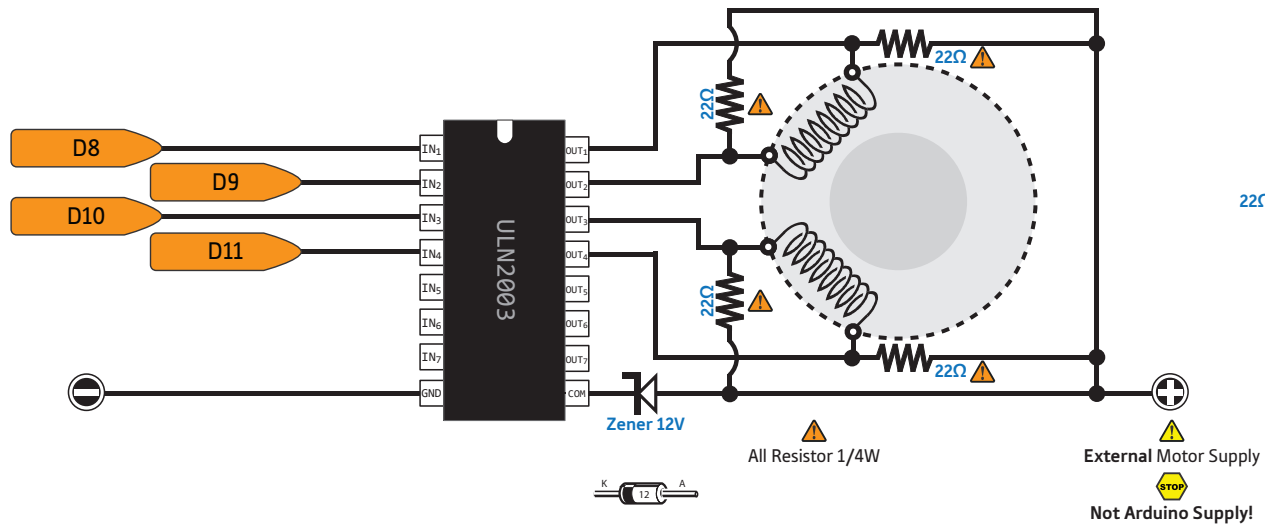 22Ω
22Ω
D8
D9
D10
D11
IN1
IN2
IN3
IN4
IN5
IN6
IN7
GND
ULN2003
OUT1
OUT2
OUT3
OUT4
OUT5
OUT6
OUT7
COM
22Ω
22Ω
22Ω
Zener 12V
All Resistor 1/4W
External Motor Supply
K
12
A
STOP
Not Arduino Supply!